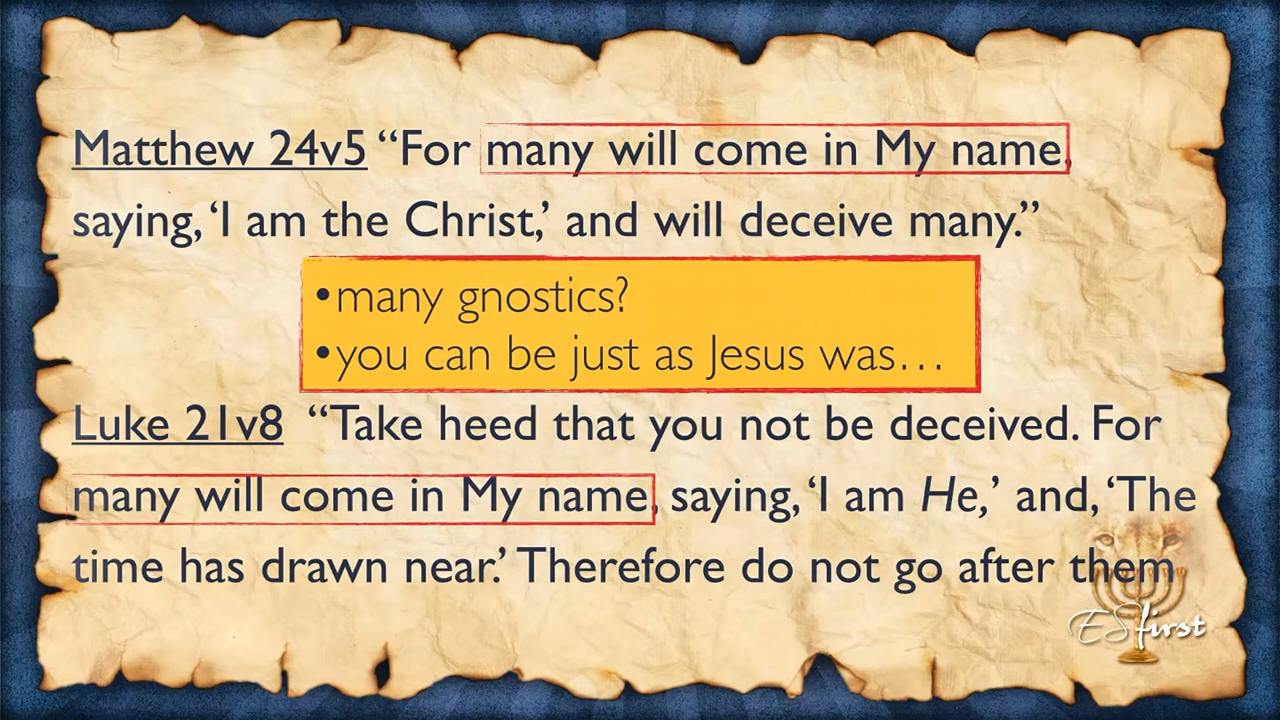 Matthew 24v5 “For many will come in My name,
saying, ‘I am the Christ,’ and will deceive many.”
•many gnostics?
•you can be just as Jesus was…
Luke 21v8 “Take heed that you not be deceived. For
many will come in My name, saying, ‘I am He,’ and, ‘The
time has drawn near.’ Therefore do not go after them
ESfirst